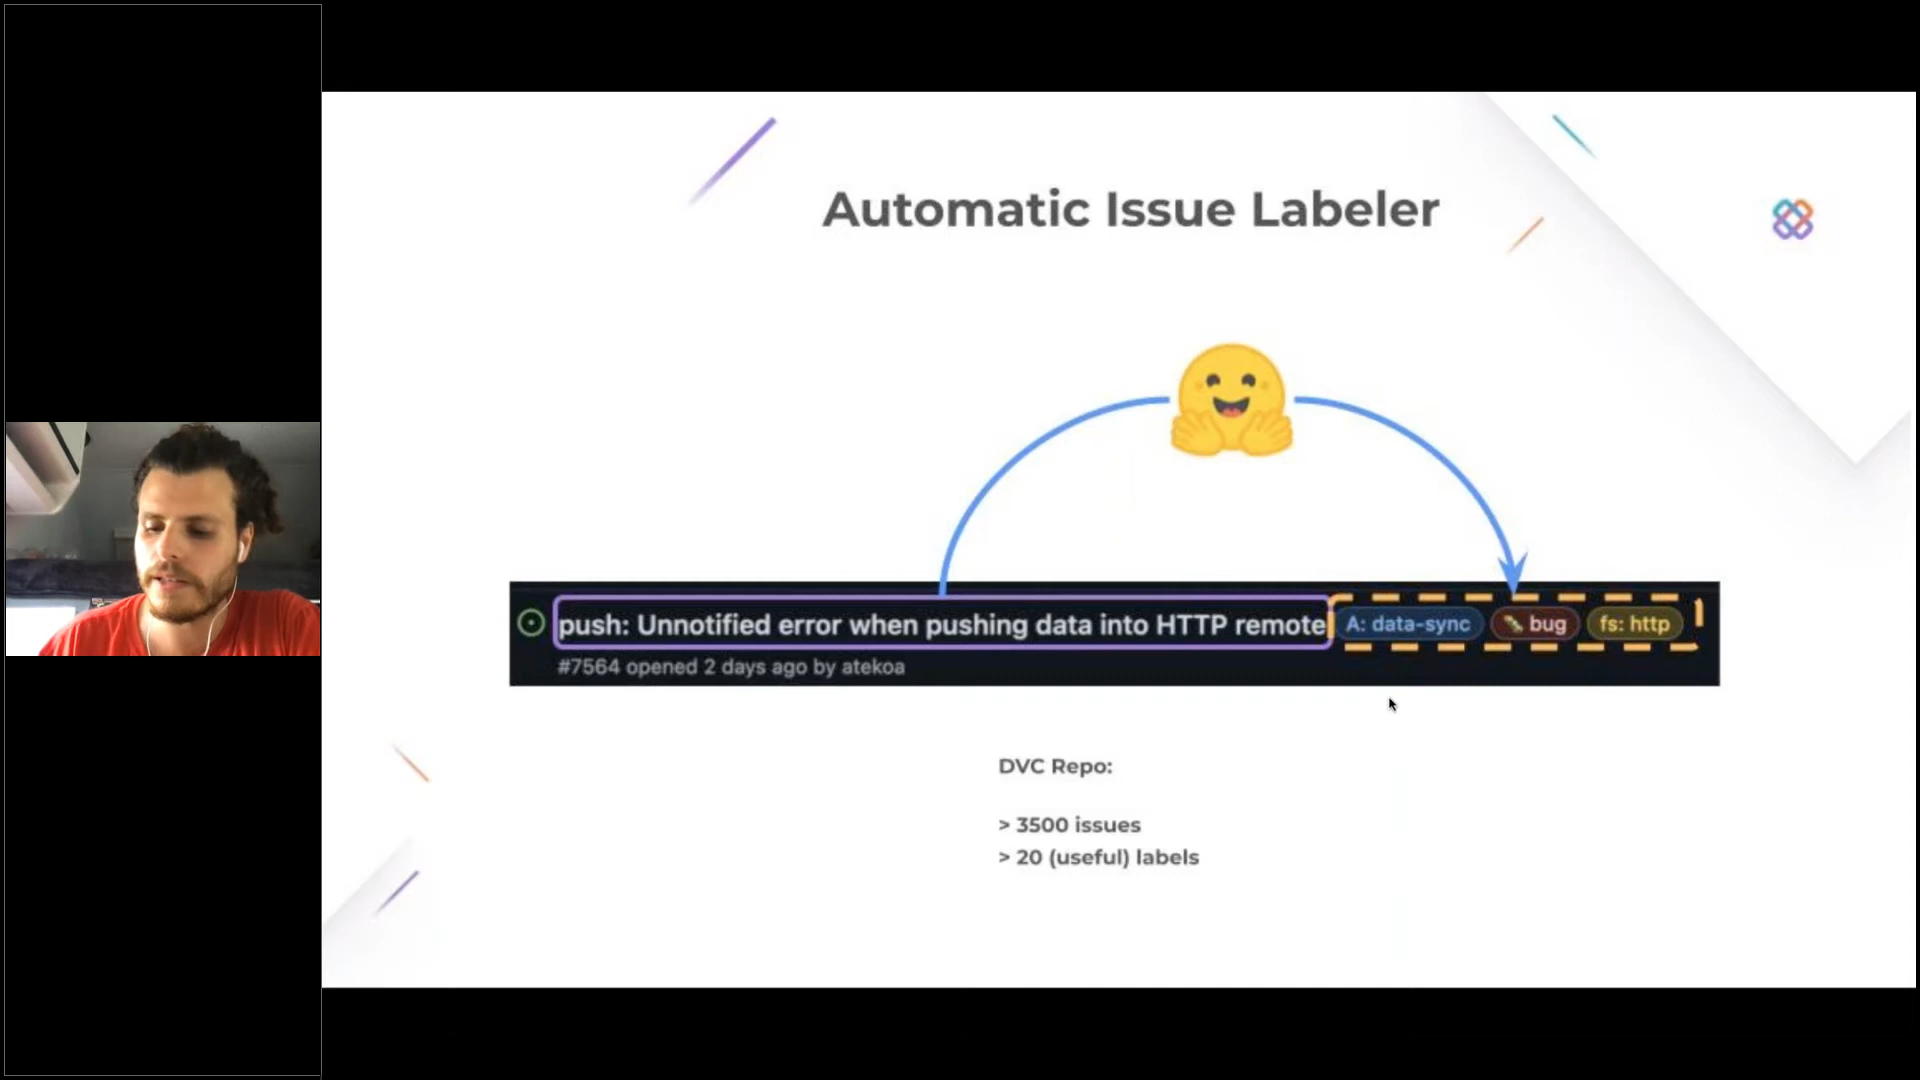 Automatic Issue Labeler
push: Unnotified error when pushing data into HTTP remote A: data-sync bug fs: http
#7564 opened 2 days ago by atekoa
DVC Repo:
> 3500 issues
> 20 (useful) labels